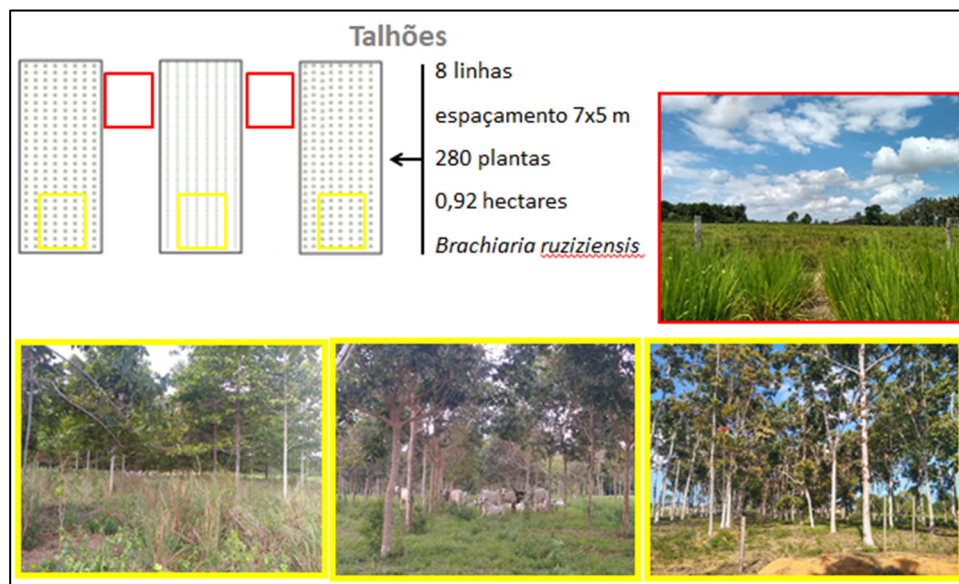 Talhões
8 linhas
espaçamento 7x5 m
280 plantas
0,92 hectares
Brachiaria ruziziensis